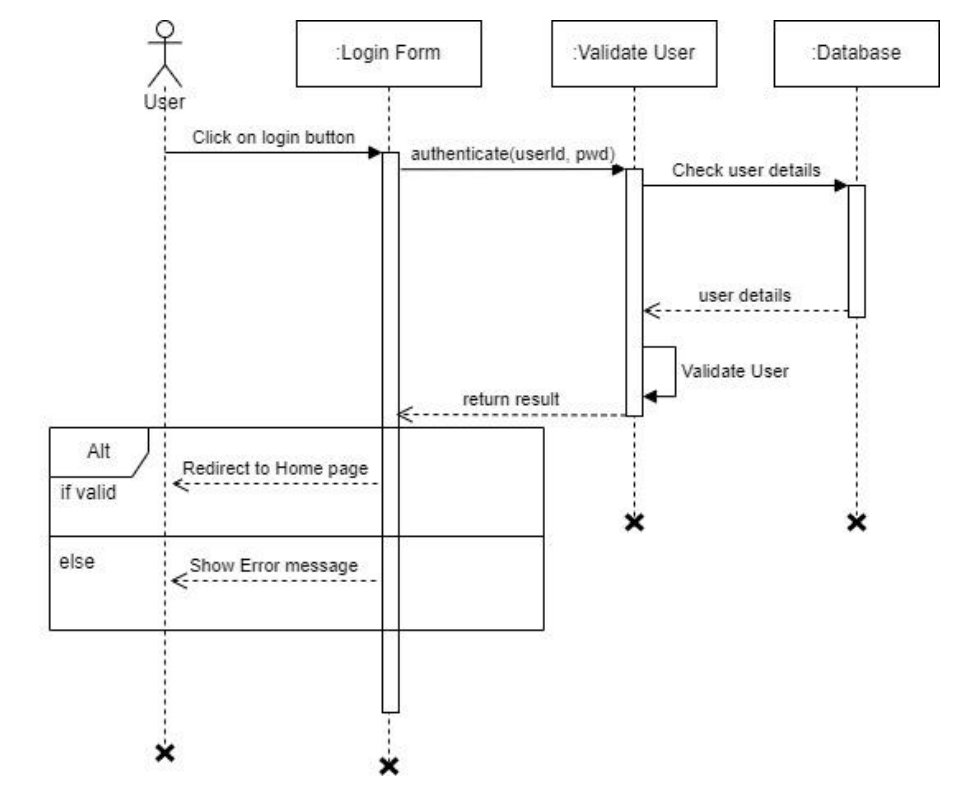 :Login Form
:Validate User
:Database
User
Click on login button
authenticate(userId, pwd)
Check user details
user details
Validate User
return result
Alt
Redirect to Home page
if valid
else
Show Error message